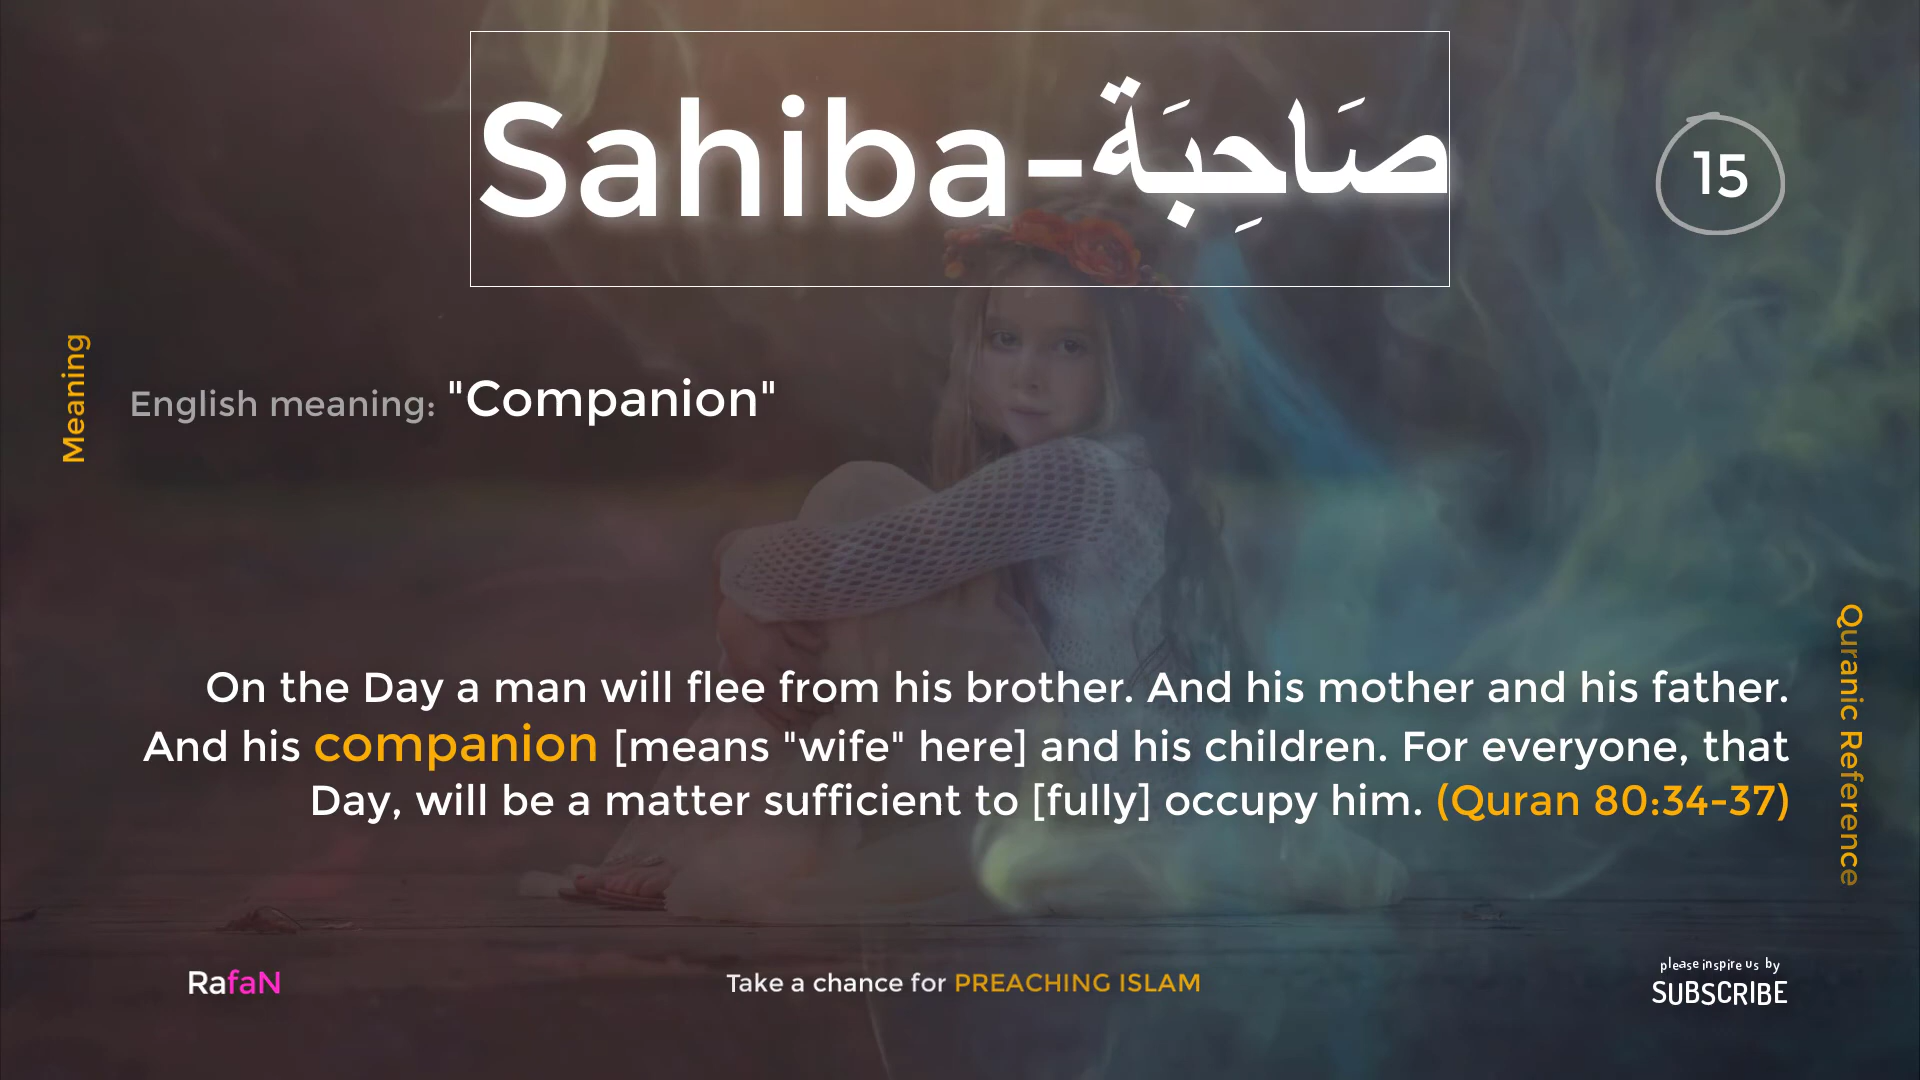 Sahiba-صَاحِبَة
15
Meaning
English meaning: "Companion"
On the Day a man will flee from his brother. And his mother and his father.
And his companion [means "wife" here] and his children. For everyone, that
Day, will be a matter sufficient to [fully] occupy him. (Quran 80:34-37)
Quranic Reference
RafaN
Take a chance for PREACHING ISLAM
please inspire us by
SUBSCRIBE